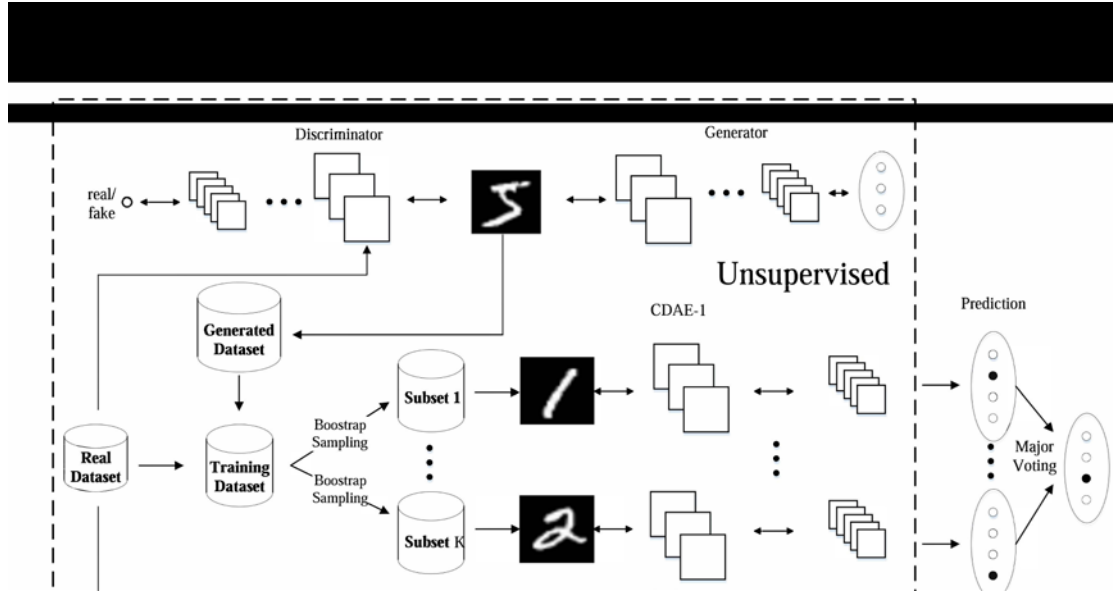 Discriminator
Generator
real/
fake
Unsupervised
Generated
Dataset
CDAE-1
Prediction
Subset 1
Boostrap
Sampling
Real
Dataset
Training
Dataset
Major
Voting
Boostrap
Sampling
Subset K